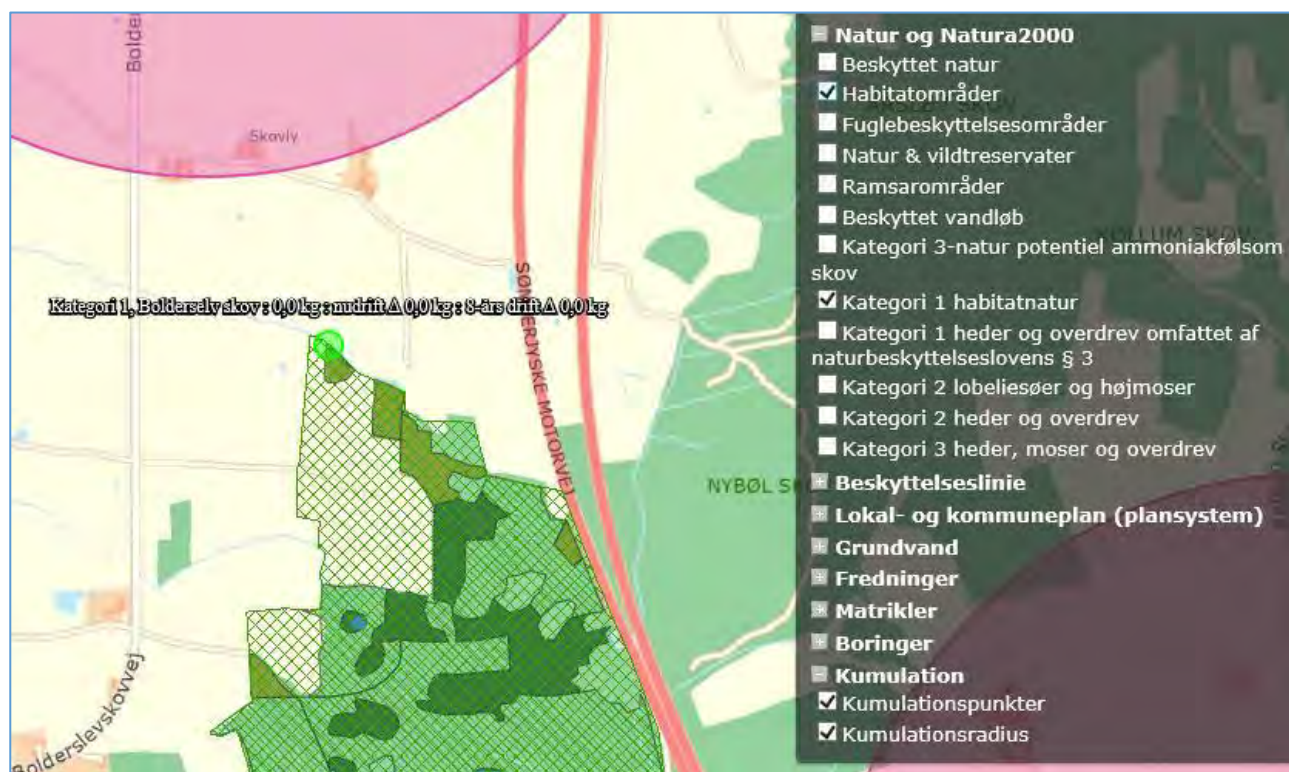 Bolder
Skovly
SØNDERJYSKE MOTORVEJ
Kategori 1, Bolderselv skov : 0,0 kg : nudrift Δ 0,0 kg : 8-års drift Δ 0,0 kg
NYBØL SK
Bolderslevskovvej
KOLLUM SKOV
Natur og Natura2000
Beskyttet natur
Habitatområder
Fuglebeskyttelsesområder
Natur & vildtreservater
Ramsarområder
Beskyttet vandløb
Kategori 3-natur potentiel ammoniakfølsom
skov
Kategori 1 habitatnatur
Kategori 1 heder og overdrev omfattet af
naturbeskyttelseslovens § 3
Kategori 2 lobeliesøer og højmoser
Kategori 2 heder og overdrev
Kategori 3 heder, moser og overdrev
Beskyttelseslinie
Lokal- og kommuneplan (plansystem)
Grundvand
Fredninger
Matrikler
Boringer
Kumulation
Kumulationspunkter
Kumulationsradius